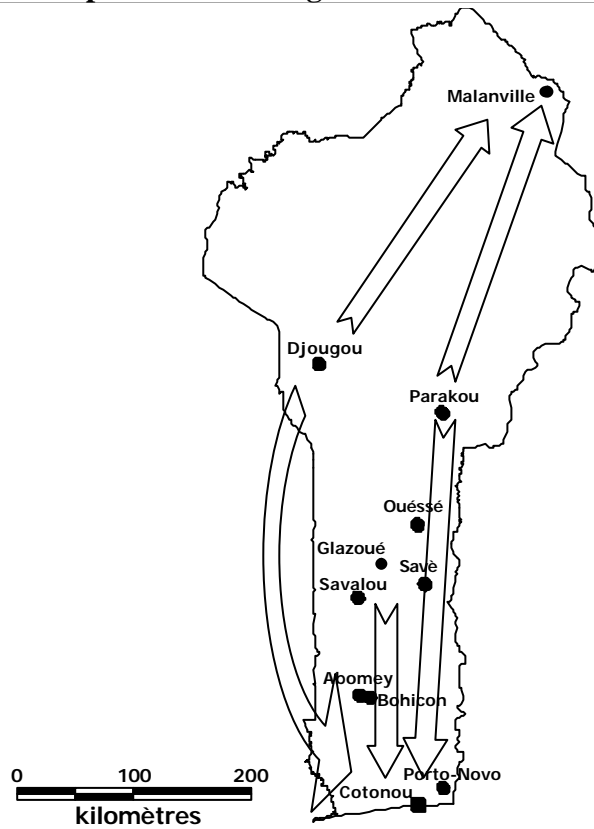 Malanville
Djougou
Parakou
Ouéssé
Glazoué
Savè
Savalou
Abomey
Bohicon
0 100 200
Porto-Novo
Cotonou
kilomètres